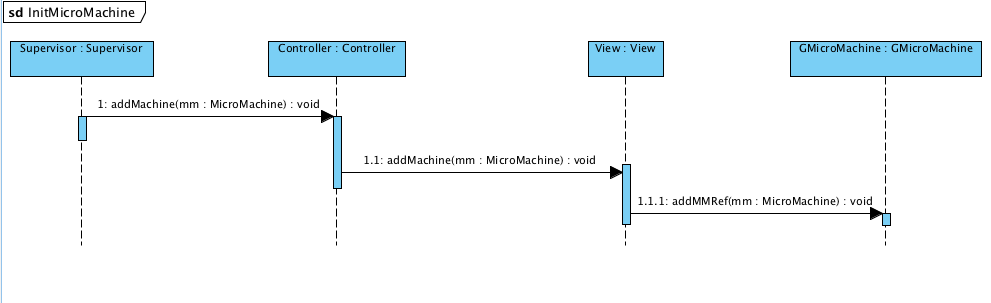 sd InitMicroMachine
Supervisor : Supervisor
Controller : Controller
View : View
GMicroMachine : GMicroMachine
1: addMachine(mm : MicroMachine) : void
1.1: addMachine(mm : MicroMachine) : void
1.1.1: addMMRef(mm : MicroMachine) : void